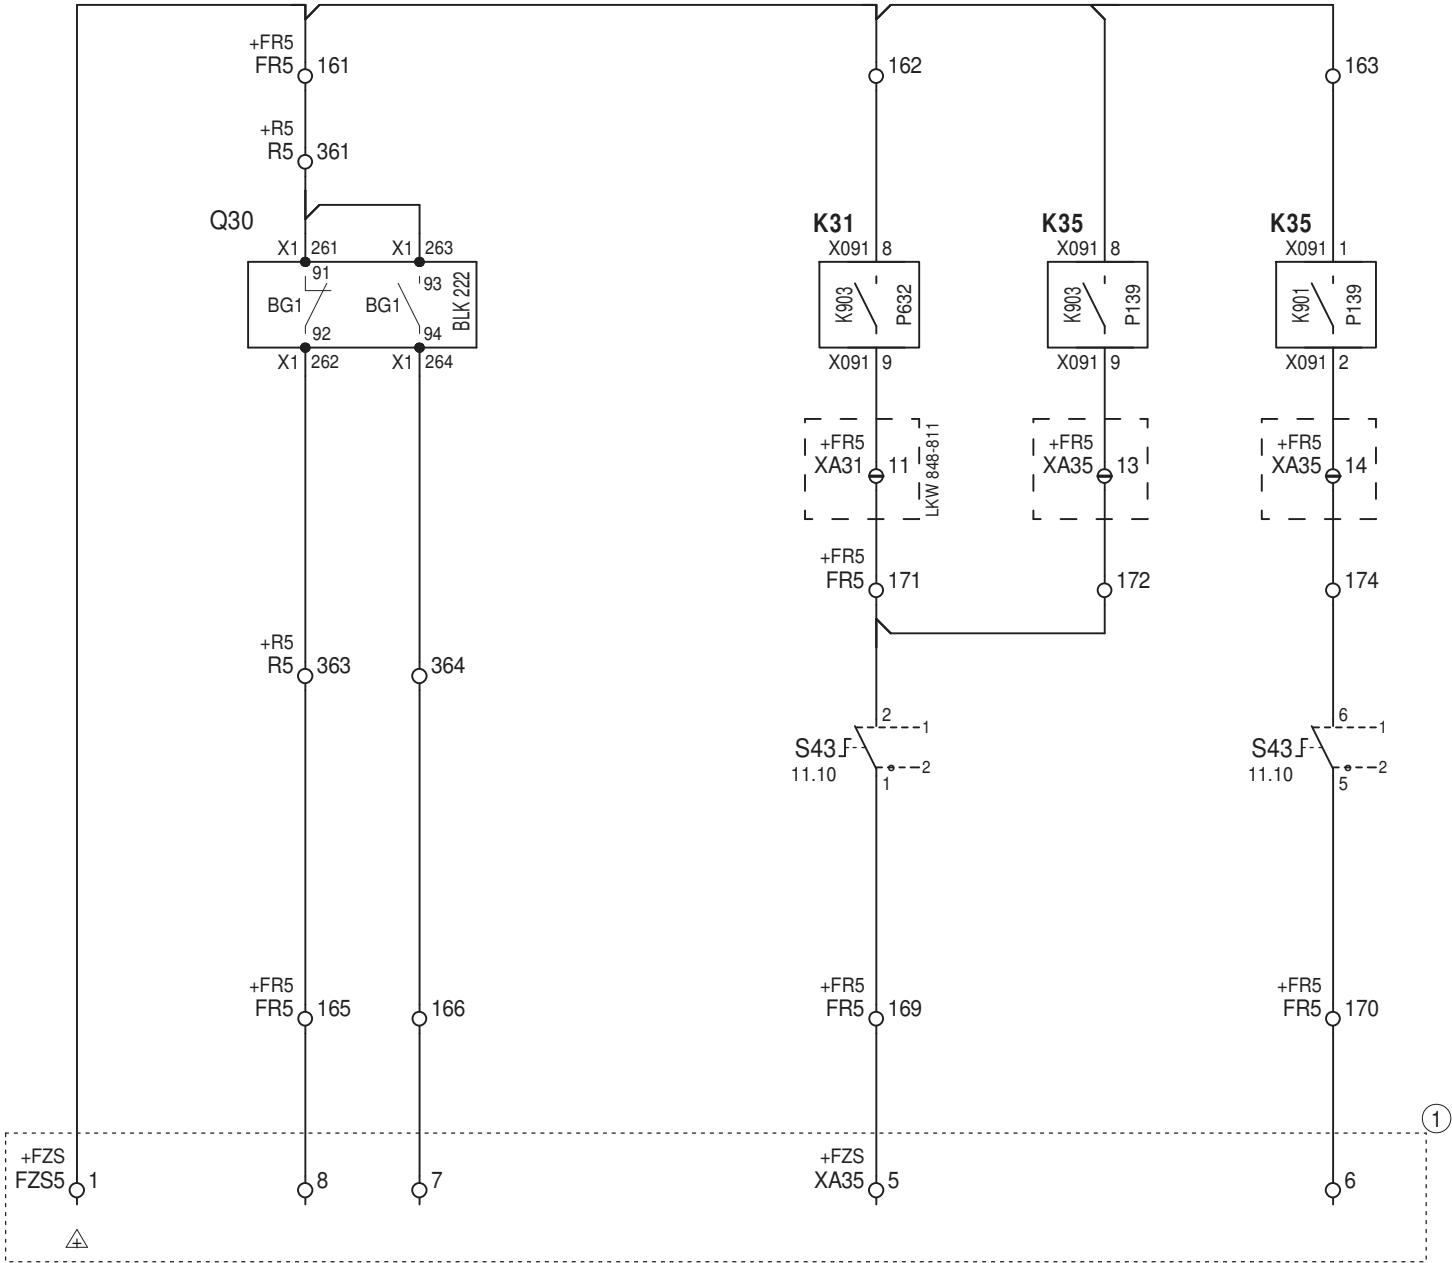 +FR5
FR5 161
162
163
+R5
R5 361
Q30
K31
K35
K35
X1 261
X1 263
X091 8
X091 8
X091 1
91
93
BG1
BG1
BLK 222
K903
P632
K903
P139
K901
P139
92
94
X1 262
X1 264
X091 9
X091 9
X091 2
+FR5
XA31 11
LKW 848-811
+FR5
XA35 13
+FR5
XA35 14
+FR5
FR5 171
172
174
+R5
R5 363
364
2
1
S43
2
11.10
1
6
1
S43
2
11.10
5
+FR5
FR5 165
166
+FR5
FR5 169
+FR5
FR5 170
1
+FZS
FZS5 1
8
7
+FZS
XA35 5
6
+